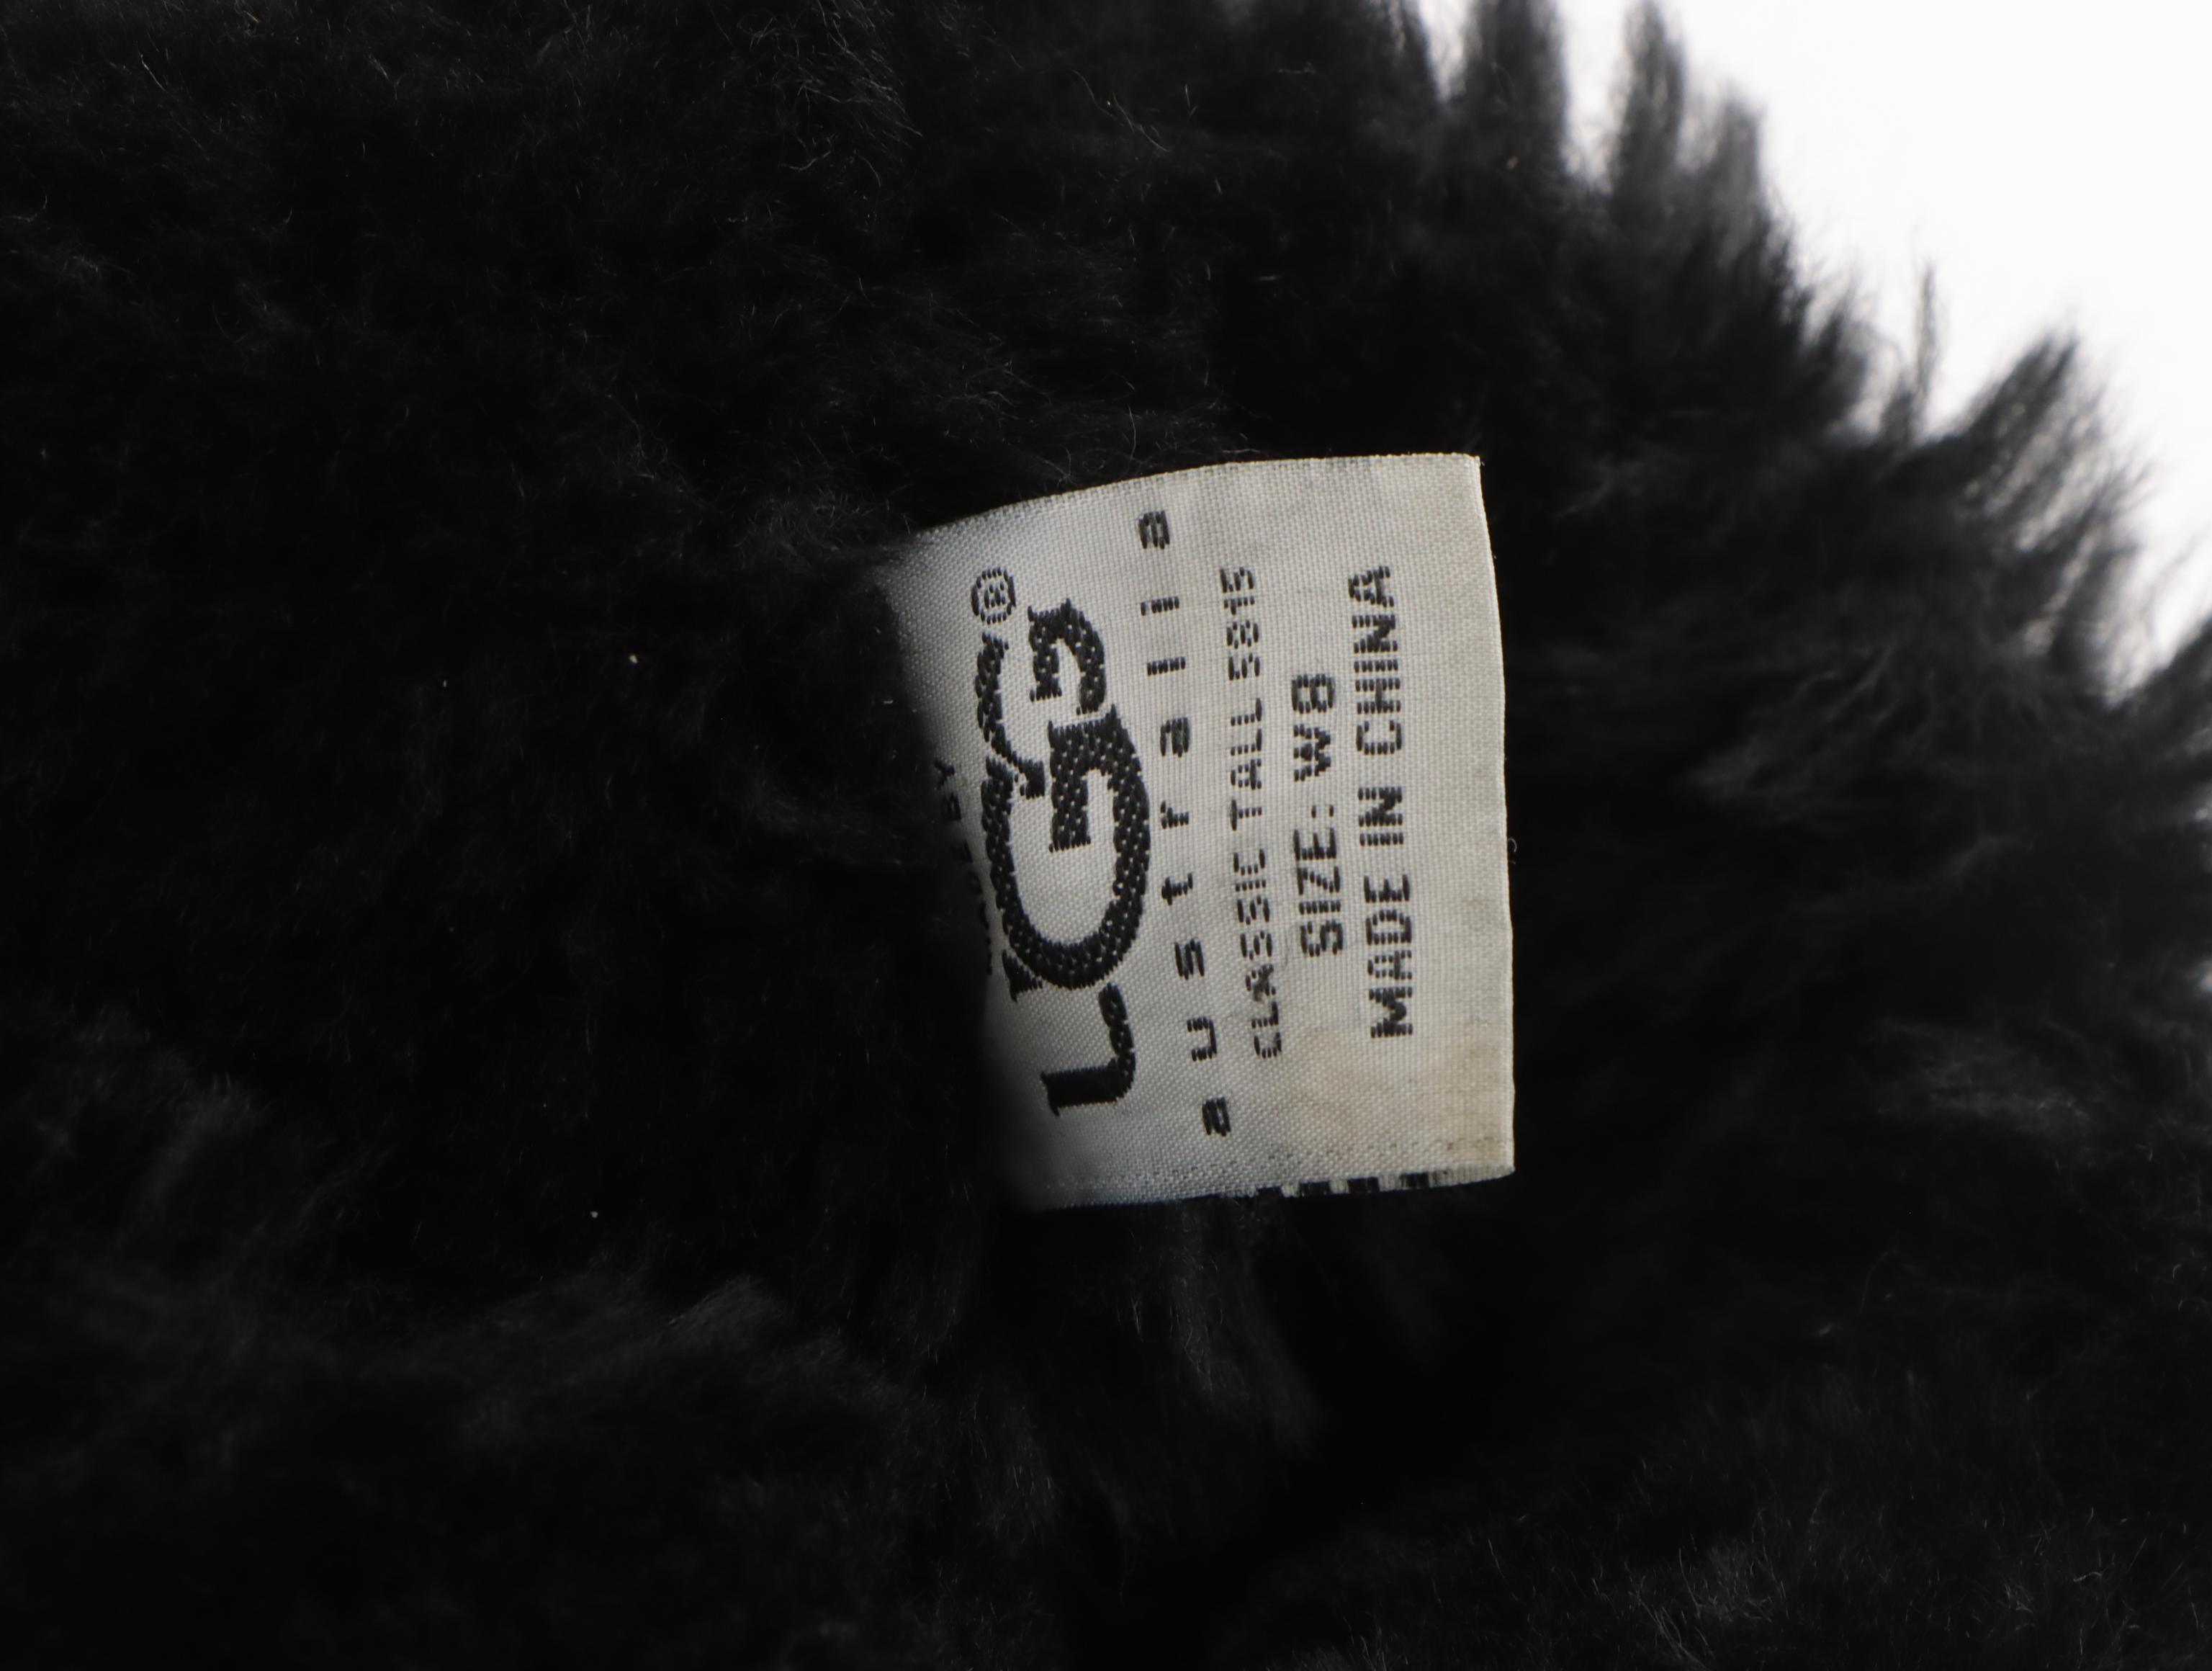 UGG®
australia
CLASSIC TALL 5815
SIZE: W8
MADE IN CHINA